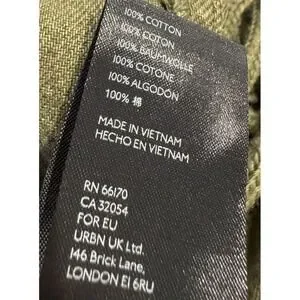 100% COTTON
100% COTON
100% BAUMWOLLE
100% COTONE
100% ALGODÓN
100% 棉
MADE IN VIETNAM
HECHO EN VIETNAM
RN 66170
CA 32054
FOR EU
URBN UK Ltd.
146 Brick Lane,
LONDON E1 6RU